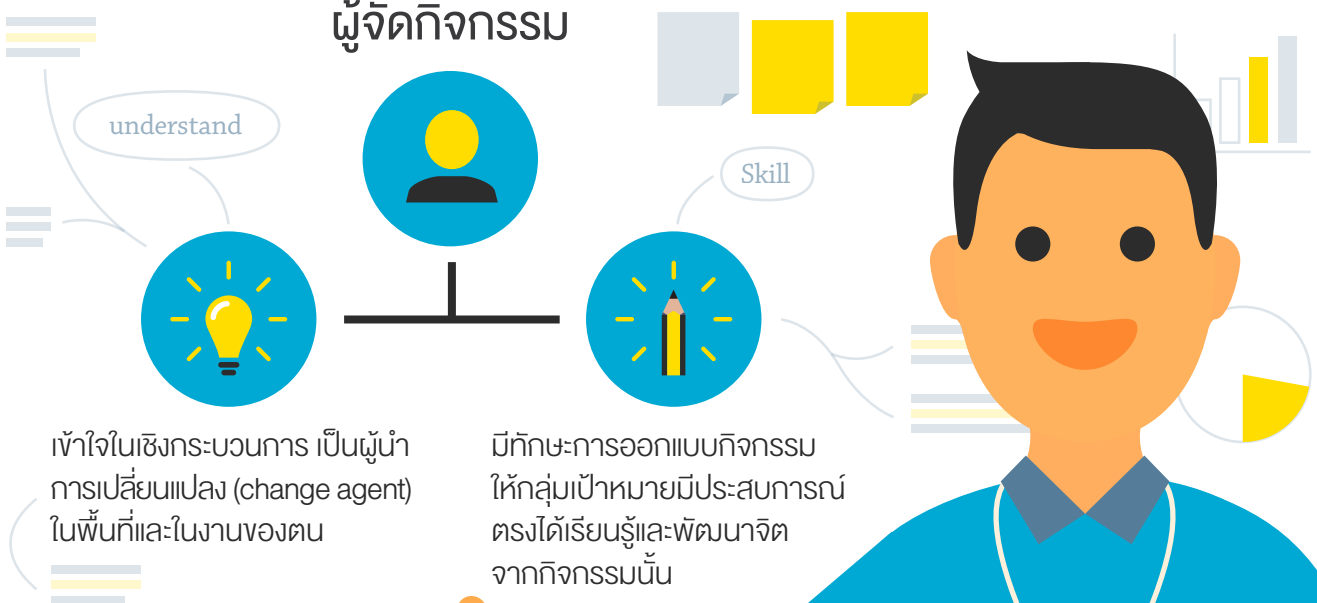 ผู้จัดกิจกรรม
understand
Skill
เข้าใจในเชิงกระบวนการ เป็นผู้นำ
การเปลี่ยนแปลง (change agent)
ในพื้นที่และในงานของตน
มีทักษะการออกแบบกิจกรรม
ให้กลุ่มเป้าหมายมีประสบการณ์
ตรงได้เรียนรู้และพัฒนาจิต
จากกิจกรรมนั้น